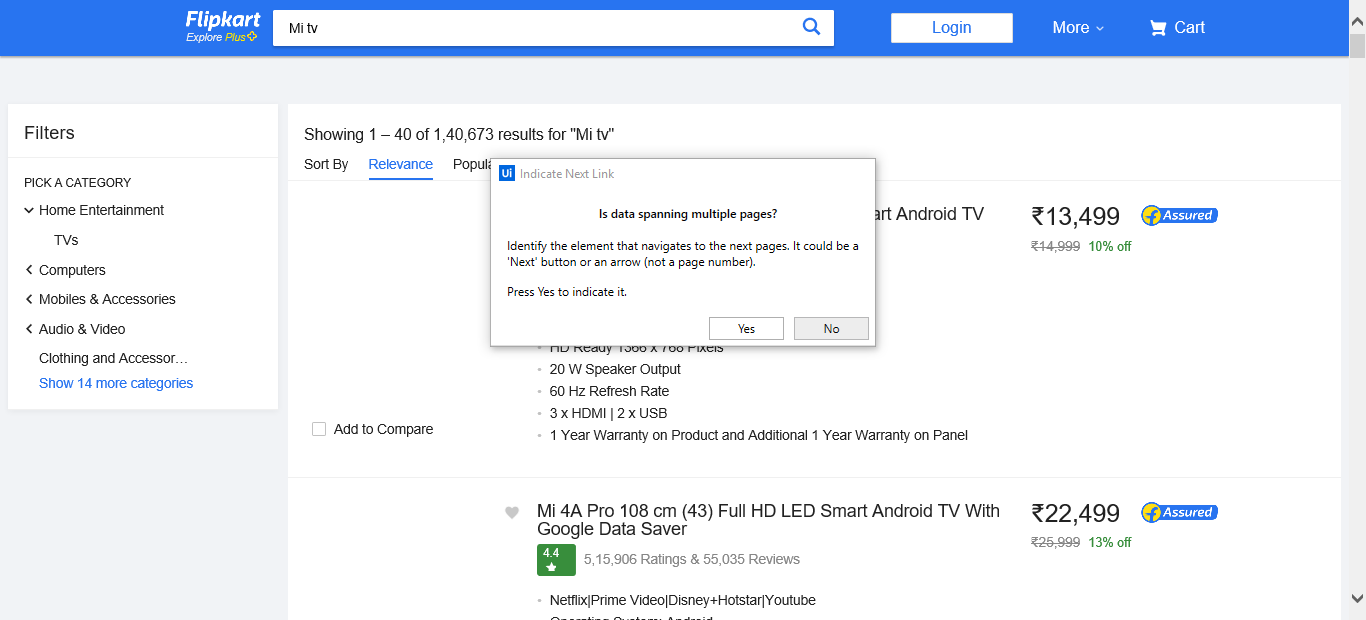 Flipkart
Explore Plus
Mi tv
Login
More
Cart
Filters
PICK A CATEGORY
Home Entertainment
TVs
Computers
Mobiles & Accessories
Audio & Video
Clothing and Accessor…
Show 14 more categories
Showing 1 – 40 of 1,40,673 results for "Mi tv"
Sort By Relevance Popula
Ui Indicate Next Link
Is data spanning multiple pages?
Identify the element that navigates to the next pages. It could be a
'Next' button or an arrow (not a page number).
Press Yes to indicate it.
Yes No
art Android TV
₹13,499 Assured
₹14,999 10% off
HD Ready 1366 x 768 Pixels
20 W Speaker Output
60 Hz Refresh Rate
3 x HDMI | 2 x USB
1 Year Warranty on Product and Additional 1 Year Warranty on Panel
Add to Compare
Mi 4A Pro 108 cm (43) Full HD LED Smart Android TV With
Google Data Saver
4.4
5,15,906 Ratings & 55,035 Reviews
₹22,499 Assured
₹25,999 13% off
Netflix|Prime Video|Disney+Hotstar|Youtube
Operating System: Android